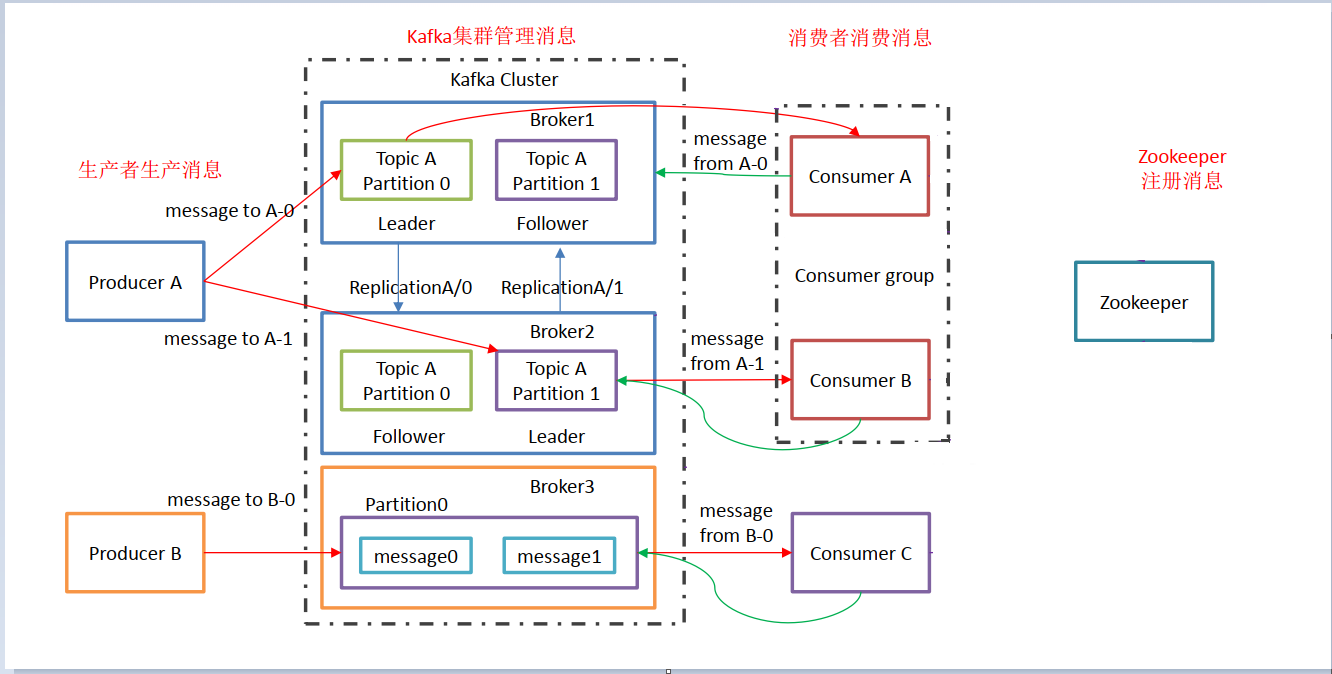 Kafka集群管理消息
消费者消费消息
Kafka Cluster
Broker1
Topic A
Partition 0
Topic A
Partition 1
Leader
Follower
message
from A-0
Consumer A
Zookeeper
注册消息
生产者生产消息
message to A-0
Producer A
message to A-1
ReplicationA/0
ReplicationA/1
Consumer group
Zookeeper
Broker2
Topic A
Partition 0
Topic A
Partition 1
Follower
Leader
message
from A-1
Consumer B
message to B-0
Producer B
Broker3
Partition0
message0
message1
message
from B-0
Consumer C